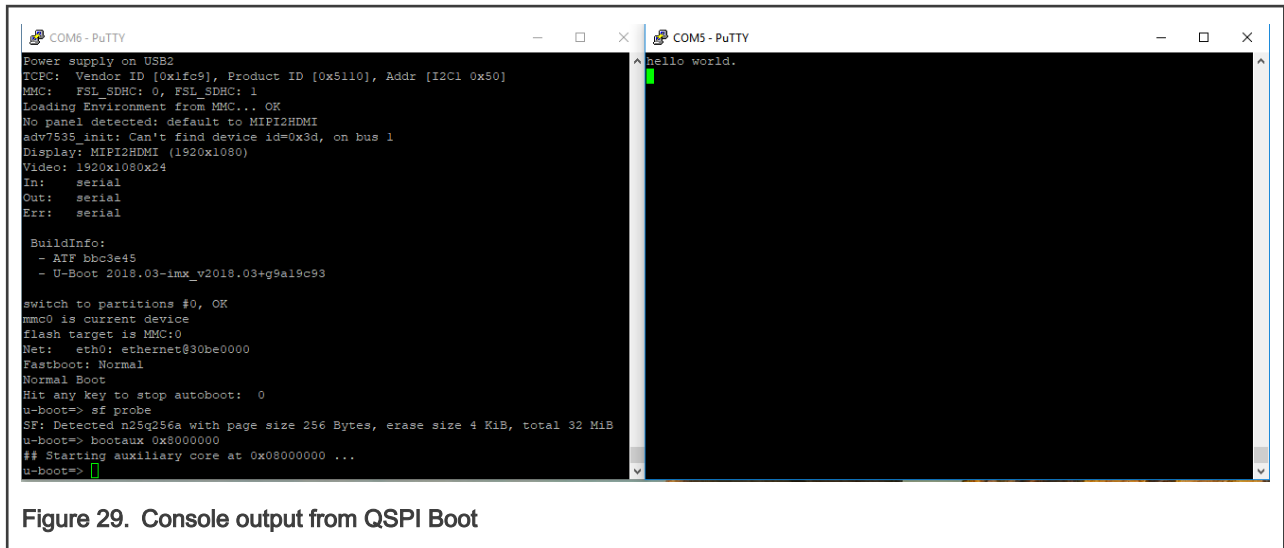 COM6 - PuTTY
Power supply on USB2
TCPC:  Vendor ID [0x1fc9], Product ID [0x5110], Addr [I2C1 0x50]
MMC:   FSL_SDHC: 0, FSL_SDHC: 1
Loading Environment from MMC... OK
No panel detected: default to MIPI2HDMI
adv7535_init: Can't find device id=0x3d, on bus 1
Display: MIPI2HDMI (1920x1080)
Video: 1920x1080x24
In:    serial
Out:   serial
Err:   serial
BuildInfo:
- ATF bbc3e45
- U-Boot 2018.03-imx_v2018.03+g9a19c93
switch to partitions #0, OK
mmc0 is current device
flash target is MMC:0
Net:   eth0: ethernet@30be0000
Fastboot: Normal
Normal Boot
Hit any key to stop autoboot:  0
u-boot=> sf probe
SF: Detected n25q256a with page size 256 Bytes, erase size 4 KiB, total 32 MiB
u-boot=> bootaux 0x8000000
## Starting auxiliary core at 0x08000000 ...
u-boot=>
COM5 - PuTTY
hello world.
Figure 29. Console output from QSPI Boot